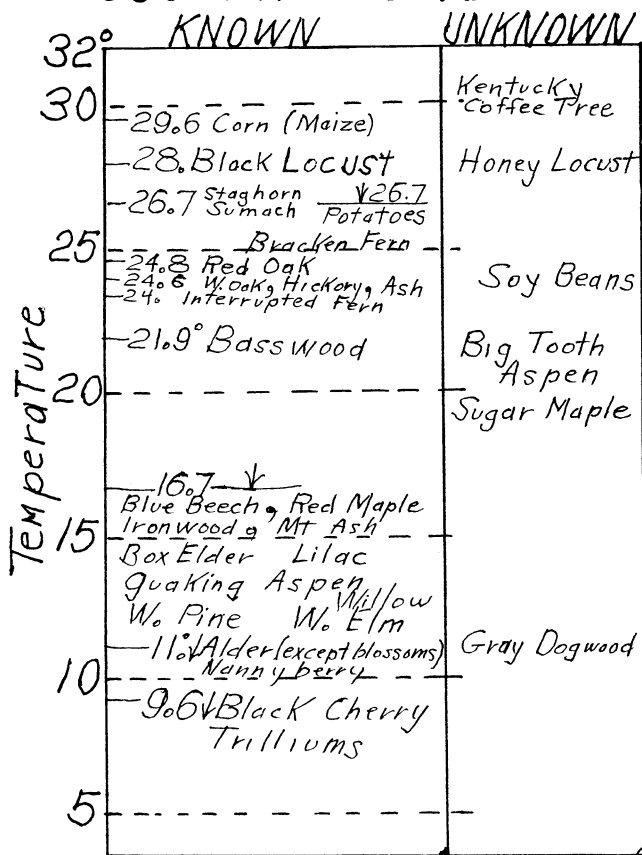 KNOWN UNKNOWN
32°
Kentucky
30 Coffee Tree
29.6 Corn (Maize)
28. Black Locust Honey Locust
26.7 Staghorn Sumach ↓26.7 Potatoes
Bracken Fern
25
24.8 Red Oak
24.6 W. oak, Hickory, Ash Soy Beans
24. Interrupted Fern
21.9° Basswood Big Tooth
Aspen
20
Sugar Maple
16.7 ↓
Blue Beech, Red Maple
Ironwood, Mt Ash
15
Box Elder Lilac
Quaking Aspen
Willow
W. Pine W. Elm
11.↓ Alder (except blossoms) Gray Dogwood
Nannyberry
10
9.6↓ Black Cherry
Trilliums
5
Temperature